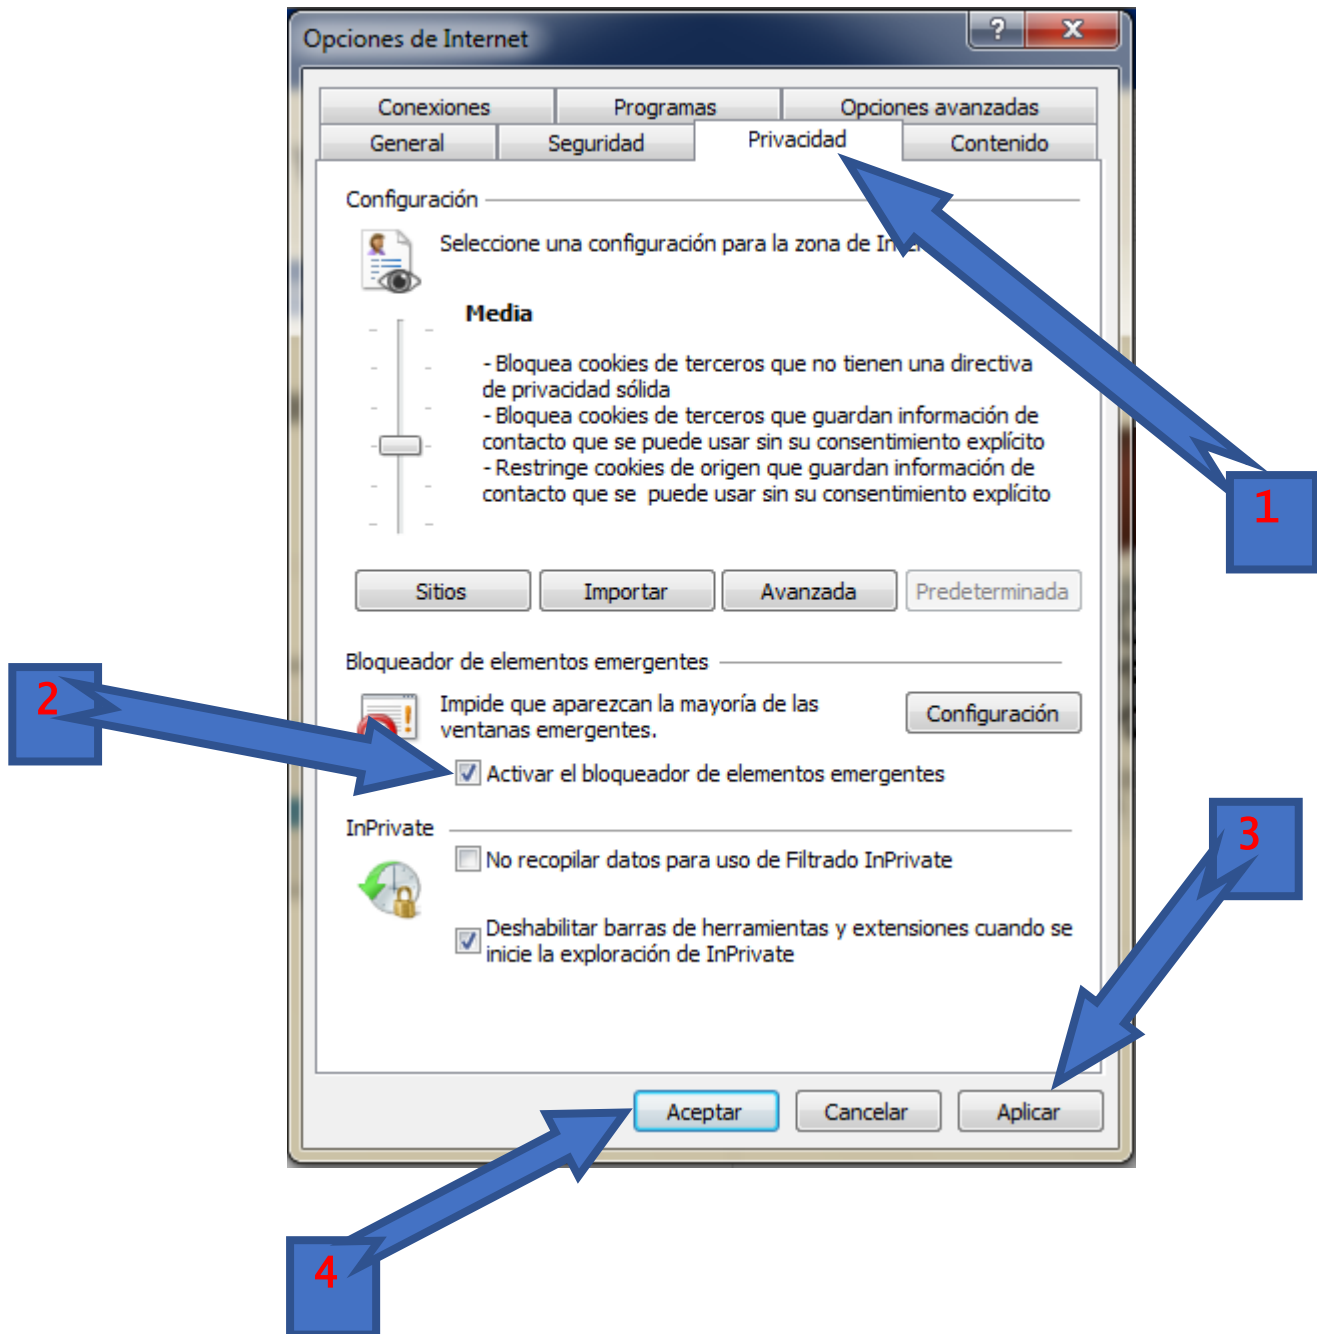 Opciones de Internet
?
Conexiones Programas Opciones avanzadas
General Seguridad Privacidad Contenido
Configuración
Seleccione una configuración para la zona de
Media
- Bloquea cookies de terceros que no tienen una directiva
de privacidad sólida
- Bloquea cookies de terceros que guardan información de
contacto que se puede usar sin su consentimiento explícito
- Restringe cookies de origen que guardan información de
contacto que se puede usar sin su consentimiento explícito
1
Sitios Importar Avanzada Predeterminada
Bloqueador de elementos emergentes
2
Impide que aparezcan la mayoría de las
ventanas emergentes.
Configuración
Activar el bloqueador de elementos emergentes
InPrivate
3
No recopilar datos para uso de Filtrado InPrivate
Deshabilitar barras de herramientas y extensiones cuando se
inicie la exploración de InPrivate
Aceptar Cancelar Aplicar
4